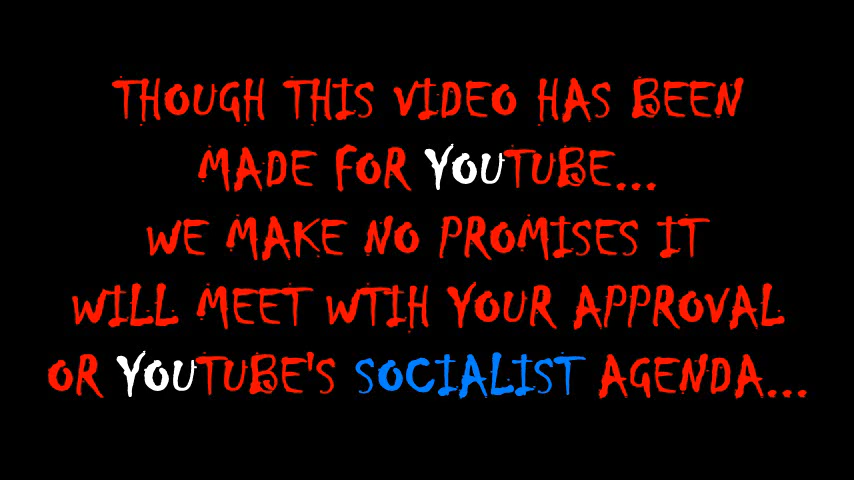 THOUGH THIS VIDEO HAS BEEN
MADE FOR YOUTUBE...
WE MAKE NO PROMISES IT
WILL MEET WTIH YOUR APPROVAL
OR YOUTUBE'S SOCIALIST AGENDA...